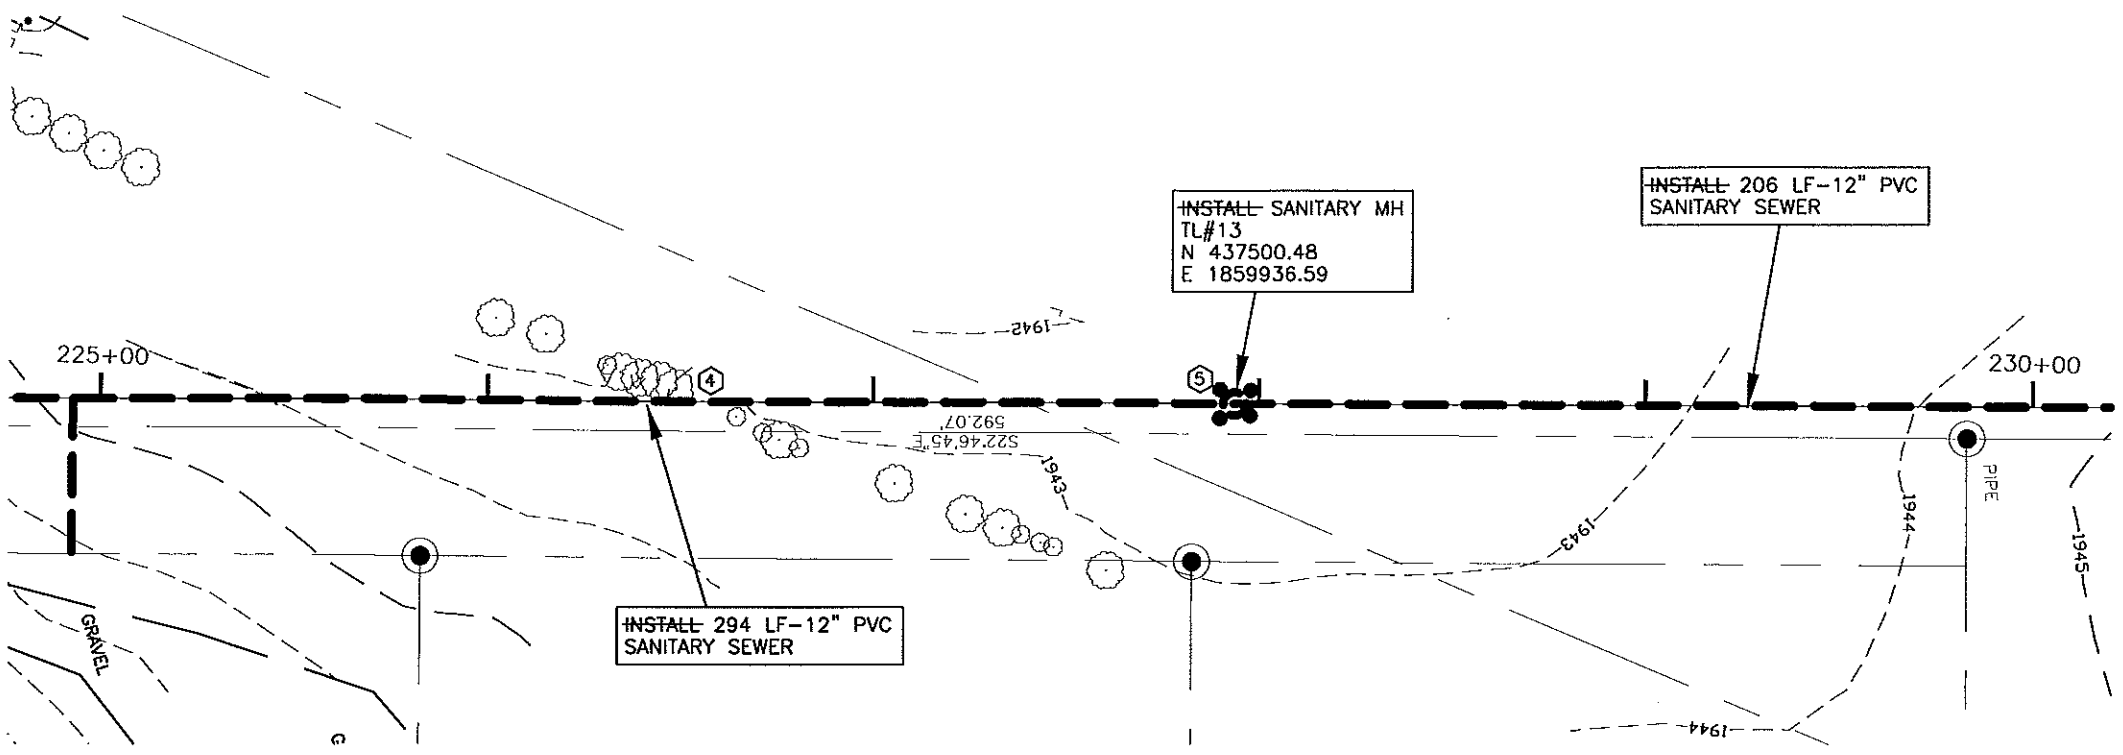 INSTALL 206 LF-12" PVC
SANITARY SEWER
INSTALL SANITARY MH
TL#13
N 437500.48
E 1859936.59
1942
225+00
230+00
4
5
592.07'
S22°46'45"E
1943
PIPE
1944
1943
1945
INSTALL 294 LF-12" PVC
SANITARY SEWER
GRAVEL
1944
G